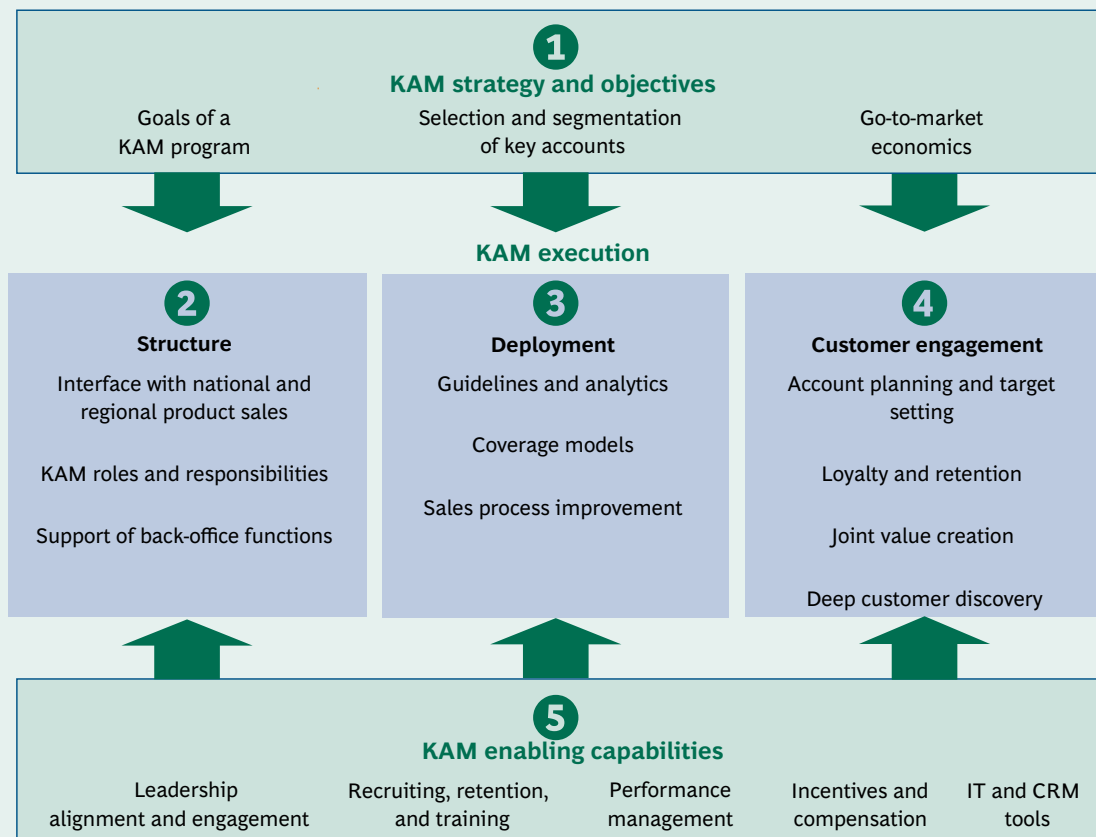 1
KAM strategy and objectives
Goals of a
KAM program
Selection and segmentation
of key accounts
Go-to-market
economics
KAM execution
2
Structure
Interface with national and
regional product sales
KAM roles and responsibilities
Support of back-office functions
3
Deployment
Guidelines and analytics
Coverage models
Sales process improvement
4
Customer engagement
Account planning and target
setting
Loyalty and retention
Joint value creation
Deep customer discovery
5
KAM enabling capabilities
Leadership
alignment and engagement
Recruiting, retention,
and training
Performance
management
Incentives and
compensation
IT and CRM
tools